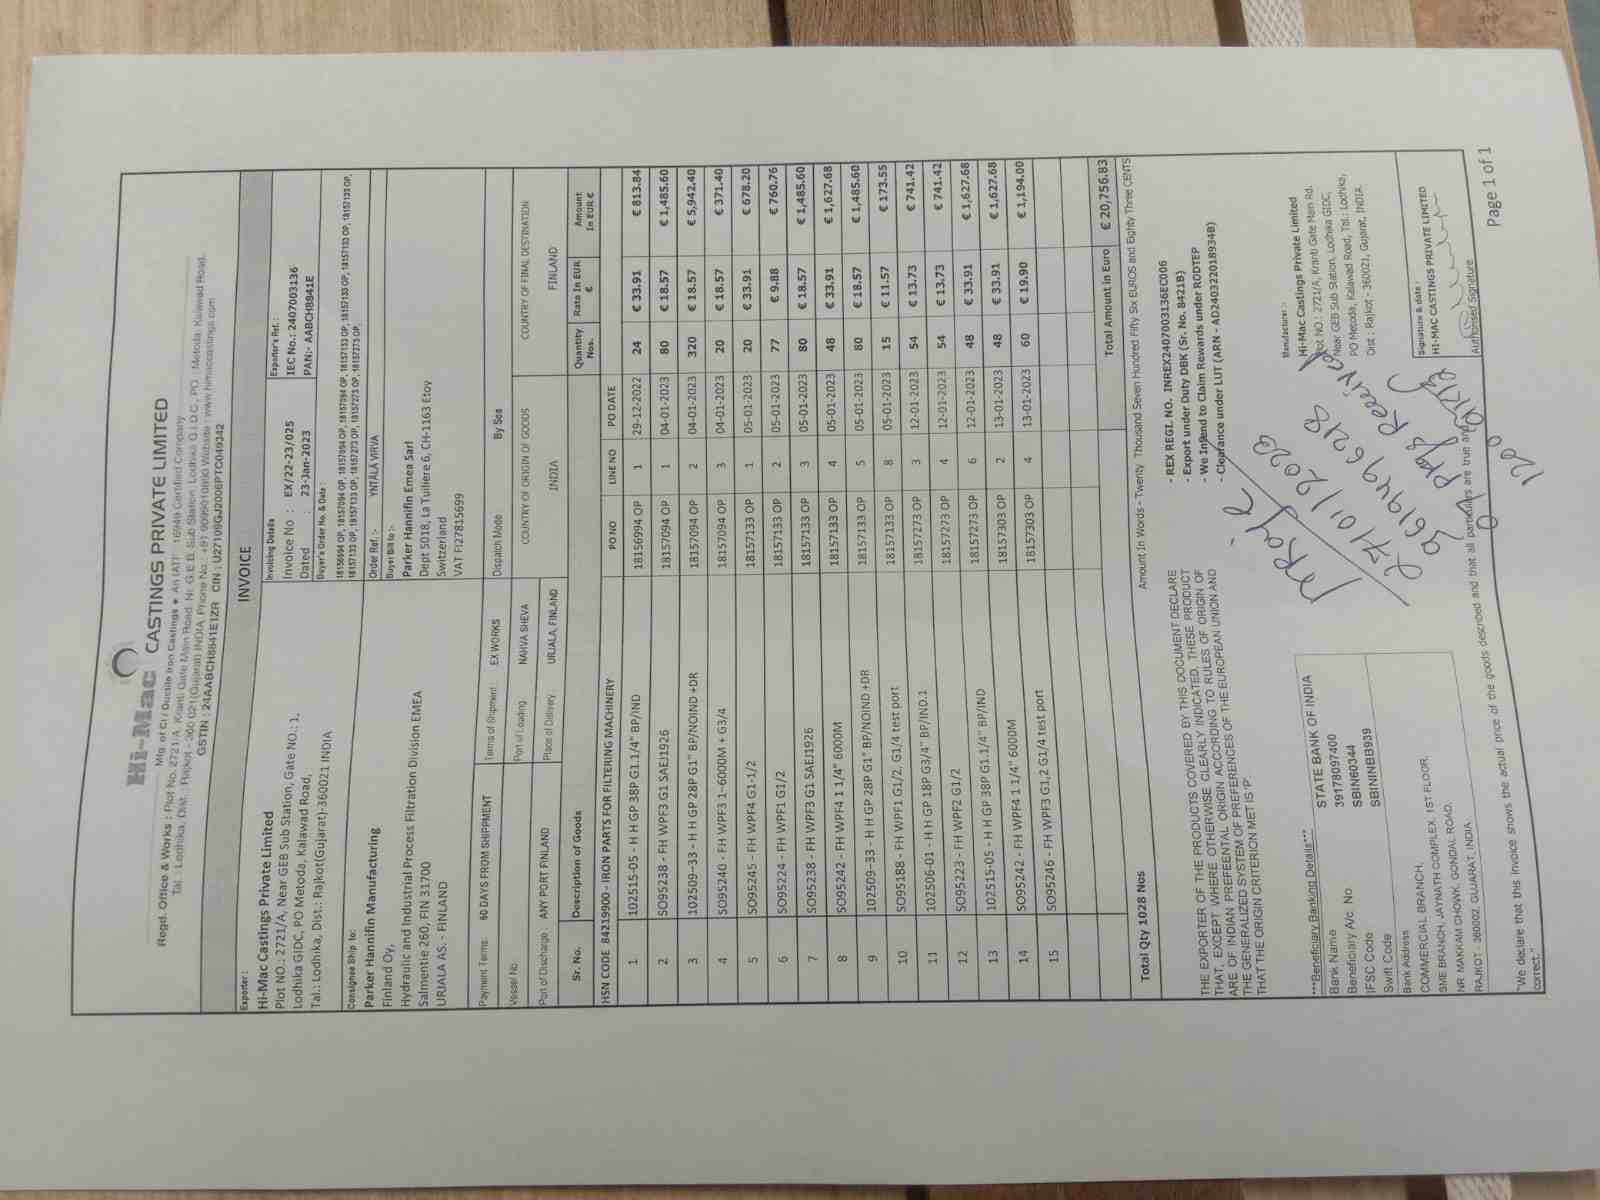 Hi-Mac CASTINGS PRIVATE LIMITED
Mfg. of CI / Ductile Iron Castings ● An IATF 16949 Certified Company
Regd. Office & Works : Plot No. 2721/A, Kranti Gate Main Road, Nr. G.E.B. Sub Station, Lodhika G.I.D.C., PO : Metoda, Kalawad Road,
Tal.: Lodhika, Dist. : Rajkot - 360 021(Gujarat) INDIA. Phone No.: +91 9099010890 Website : www.himaccastings.com
GSTIN : 24AABCH8841E1ZR CIN : U27109GJ2006PTC049342
INVOICE
Exporter :
Hi-Mac Castings Private Limited
Plot NO.: 2721/A, Near GEB Sub Station, Gate NO.: 1,
Lodhika GIDC, PO Metoda, Kalawad Road,
Tal.: Lodhika, Dist.: Rajkot(Gujarat)-360021 INDIA
Invoicing Details
Invoice No : EX/22-23/025
Dated : 23-Jan-2023
Exporter's Ref. :
IEC No.: 2407003136
PAN:- AABCH8841E
Buyer's Order No. & Date :
18156994 OP, 18157094 OP, 18157094 OP, 18157094 OP, 18157133 OP, 18157133 OP, 18157133 OP, 18157133 OP,
18157133 OP, 18157133 OP, 18157273 OP, 18157273 OP, 18157273 OP,
Consignee Ship to:
Parker Hannifin Manufacturing
Finland Oy,
Hydraulic and Industrial Process Filtration Division EMEA
Salmentie 260, FIN 31700
URJALA AS. - FINLAND
Order Ref. :- YNTÄLÄ VIRVA
Buyer Bill to :-
Parker Hannifin Emea Sarl
Dept 5018, La Tuiliere 6, CH-1163 Etoy
Switzerland
VAT FI27815699
Payment Terms: 60 DAYS FROM SHIPPMENT
Terms of Shipment : EX WORKS
Dispatch Mode : By Sea
Vessel No :
Port of Loading : NAHVA SHEVA
COUNTRY OF ORIGIN OF GOODS
COUNTRY OF FINAL DESTINATION
Port of Discharge : ANY PORT FINLAND
Place of Delivery : URJALA, FINLAND
INDIA
FINLAND
Sr. No. Description of Goods Quantity Nos. Rate In EUR € Amount In EUR €
HSN CODE 84219900 - IRON PARTS FOR FILTERING MACHINERY PO NO LINE NO PO DATE
1 102515-05 - H H GP 38P G1.1/4" BP/IND 18156994 OP 1 29-12-2022 24 € 33.91 € 813.84
2 SO95238 - FH WPF3 G1 SAEJ1926 18157094 OP 1 04-01-2023 80 € 18.57 € 1,485.60
3 102509–33 - H H GP 28P G1" BP/NOIND +DR 18157094 OP 2 04-01-2023 320 € 18.57 € 5,942.40
4 SO95240 - FH WPF3 1–6000M + G3/4 18157094 OP 3 04-01-2023 20 € 18.57 € 371.40
5 SO95245 - FH WPF4 G1-1/2 18157133 OP 1 05-01-2023 20 € 33.91 € 678.20
6 SO95224 - FH WPF1 G1/2 18157133 OP 2 05-01-2023 77 € 9.88 € 760.76
7 SO95238 - FH WPF3 G1 SAEJ1926 18157133 OP 3 05-01-2023 80 € 18.57 € 1,485.60
8 SO95242 - FH WPF4 1 1/4" 6000M 18157133 OP 4 05-01-2023 48 € 33.91 € 1,627.68
9 102509–33 - H H GP 28P G1" BP/NOIND +DR 18157133 OP 5 05-01-2023 80 € 18.57 € 1,485.60
10 SO95188 - FH WPF1 G1/2, G1/4 test port 18157133 OP 8 05-01-2023 15 € 11.57 € 173.55
11 102506-01 - H H GP 18P G3/4" BP/IND.1 18157273 OP 3 12-01-2023 54 € 13.73 € 741.42
12 SO95223 - FH WPF2 G1/2 18157273 OP 4 12-01-2023 54 € 13.73 € 741.42
13 102515-05 - H H GP 38P G1.1/4" BP/IND 18157273 OP 6 12-01-2023 48 € 33.91 € 1,627.68
14 SO95242 - FH WPF4 1 1/4" 6000M 18157303 OP 2 13-01-2023 48 € 33.91 € 1,627.68
15 SO95246 - FH WPF3 G1,2 G1/4 test port 18157303 OP 4 13-01-2023 60 € 19.90 € 1,194.00
Total Amount in Euro € 20,756.83
Total Qty 1028 Nos
Amount In Words - Twenty Thousand Seven Hundred Fifty Six EUROS and Eighty Three CENTS
THE EXPORTER OF THE PRODUCTS COVERED BY THIS DOCUMENT DECLARE
THAT, EXCEPT WHERE OTHERWISE CLEARLY INDICATED, THESE PRODUCT
ARE OF INDIAN PREFEENTAL ORIGIN ACCORDING TO RULES OF ORIGIN OF
THE GENERALIZED SYSTEM OF PREFERENCES OF THE EUROPEAN UNION AND
THAT THE ORIGIN CRITERION MET IS 'P'.
- REX REGI. NO. INREX2407003136EC006
- Export under Duty DBK (Sr. No. 8421B)
- We Intend to Claim Rewards under RODTEP
- Clearance under LUT (ARN - AD240322018934B)
***Beneficiary Banking Details***
Bank Name STATE BANK OF INDIA
Beneficiary A/c. No 39178097400
IFSC Code SBIN60344
Swift Code SBININBB939
Bank Address
COMMERCIAL BRANCH,
SME BRANCH, JAYNATH COMPLEX, 1ST FLOOR,
NR. MAKKAM CHOWK, GONDAL ROAD,
RAJKOT - 360002, GUJARAT, INDIA
27/01/2023
9619496218
07 Pkgs Received
Manufacturer :-
Hi-Mac Castings Private Limited
Plot NO.: 2721/A, Kranti Gate Main Rd.
Near GEB Sub Station, Lodhika GIDC,
PO Metoda, Kalawad Road, Tal.: Lodhika,
Dist : Rajkot - 360021, Gujarat, INDIA.
Signature & date :
HI-MAC CASTINGS PRIVATE LIMITED
Authorised Signature
"We declare that this invoice shows the actual price of the goods described and that all particulars are true and
correct."
Page 1 of 1